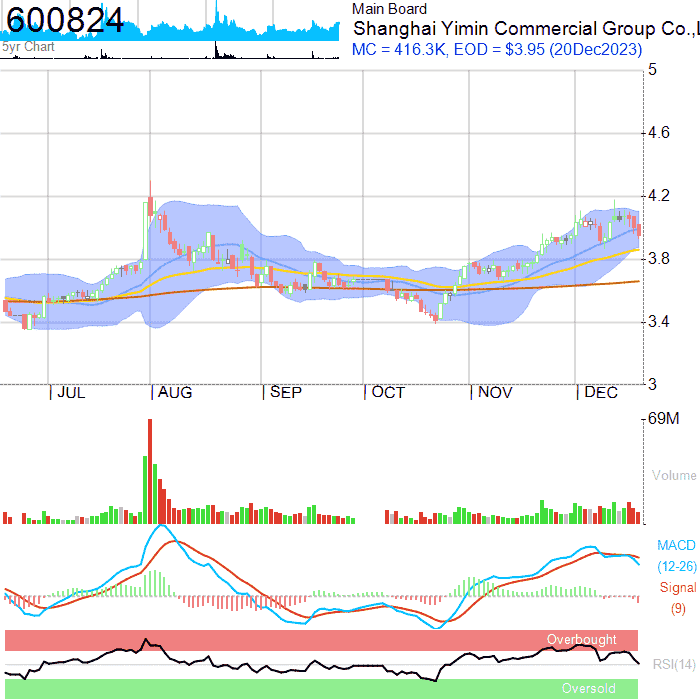 600824
5yr Chart
Main Board
Shanghai Yimin Commercial Group Co.,L
MC = 416.3K, EOD = $3.95 (20Dec2023)
5
4.6
4.2
3.8
3.4
3
JUL
AUG
SEP
OCT
NOV
DEC
69M
Volume
MACD
(12-26)
Signal
(9)
Overbought
RSI(14)
Oversold